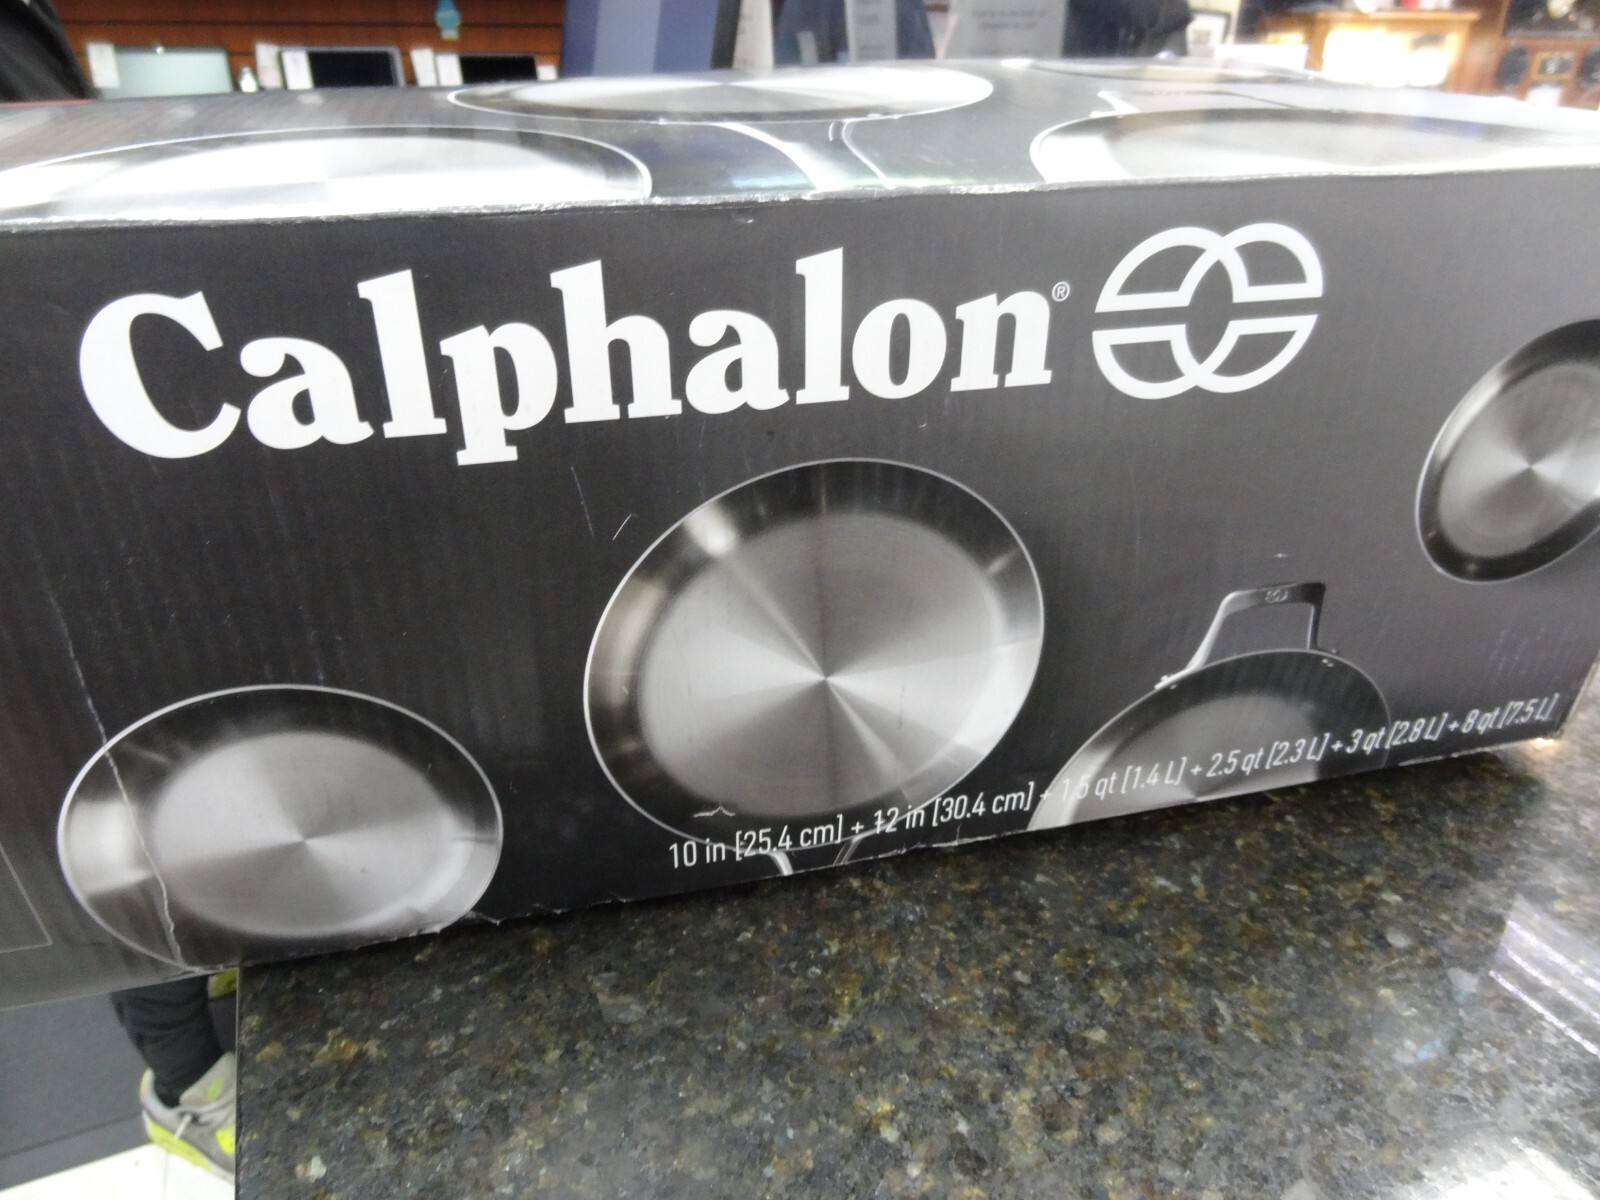 Calphalon®
10 in [25.4 cm] + 12 in [30.4 cm] + 1.5 qt [1.4 L] + 2.5 qt [2.3 L] + 3 qt [2.8 L] + 8 qt [7.5 L]